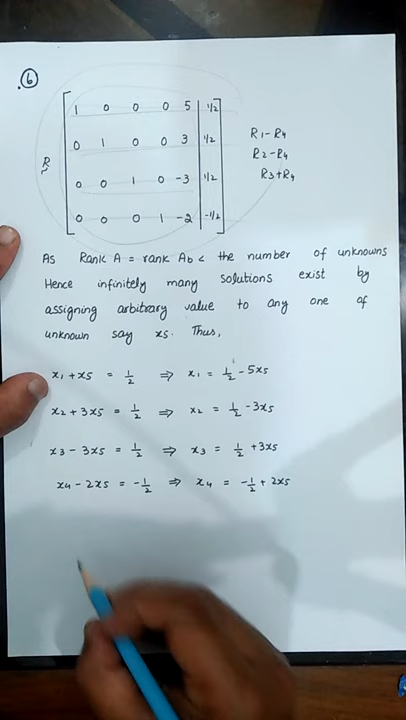 6
R~
1 0 0 0 5 | 1/2
0 1 0 0 3 | 1/2
0 0 1 0 -3 | 1/2
0 0 0 1 -2 | -1/2
R1-R4
R2-R4
R3+R4
As Rank A = rank Ab < the number of unknowns
Hence infinitely many solutions exist by
assigning arbitrary value to any one of
unknown say x5. Thus,
x1 + x5 = 1/2 ⇒ x1 = 1/2 - 5x5
x2 + 3x5 = 1/2 ⇒ x2 = 1/2 - 3x5
x3 - 3x5 = 1/2 ⇒ x3 = 1/2 + 3x5
x4 - 2x5 = -1/2 ⇒ x4 = -1/2 + 2x5